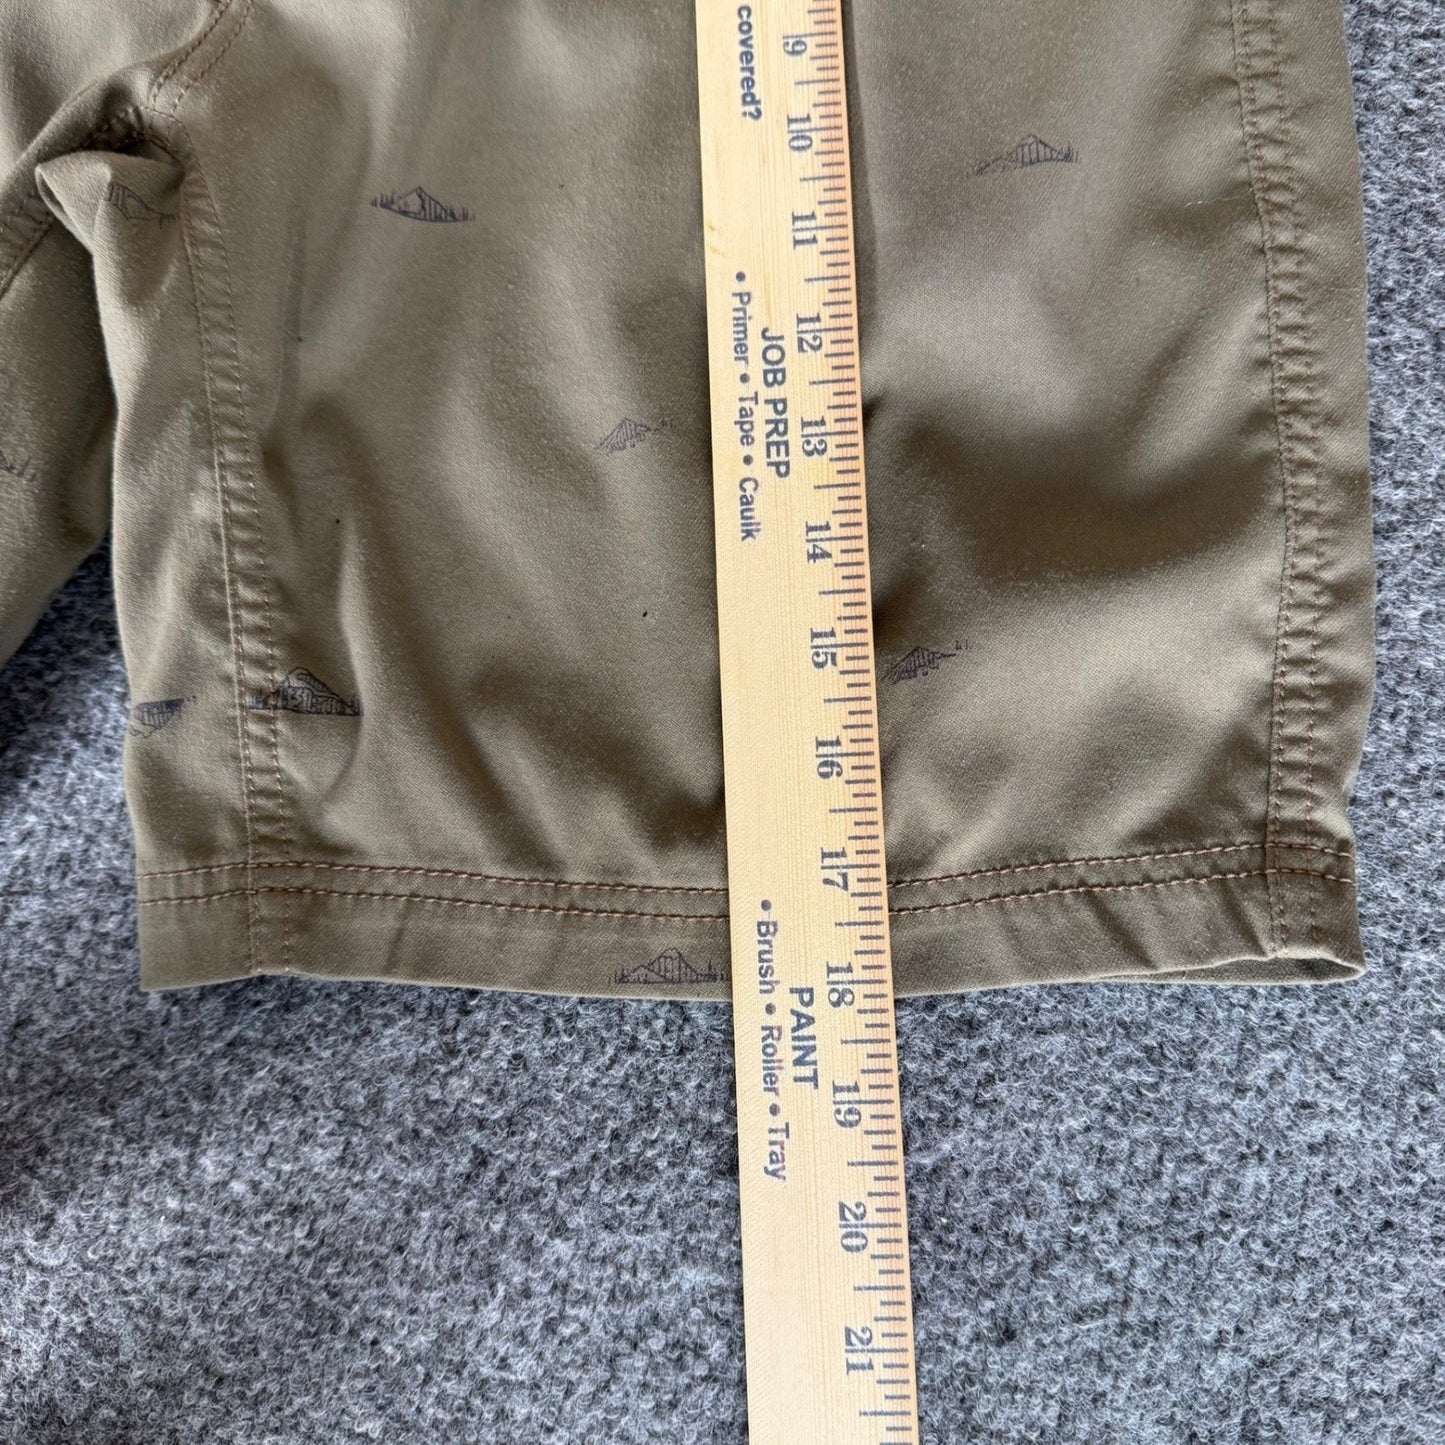 covered?
JOB PREP
• Primer • Tape • Caulk
PAINT
• Brush • Roller • Tray
9
10
11
12
13
14
15
16
17
18
19
20
21